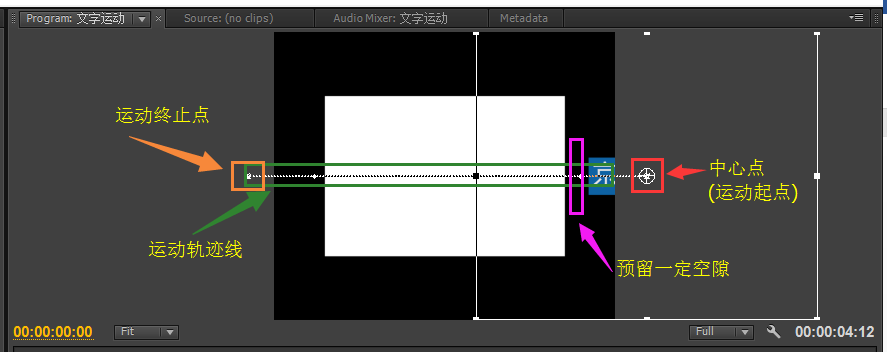 Program: 文字运动
Source: (no clips)
Audio Mixer: 文字运动
Metadata
运动终止点
京
中心点
(运动起点)
运动轨迹线
预留一定空隙
00:00:00:00
Fit
Full
00:00:04:12